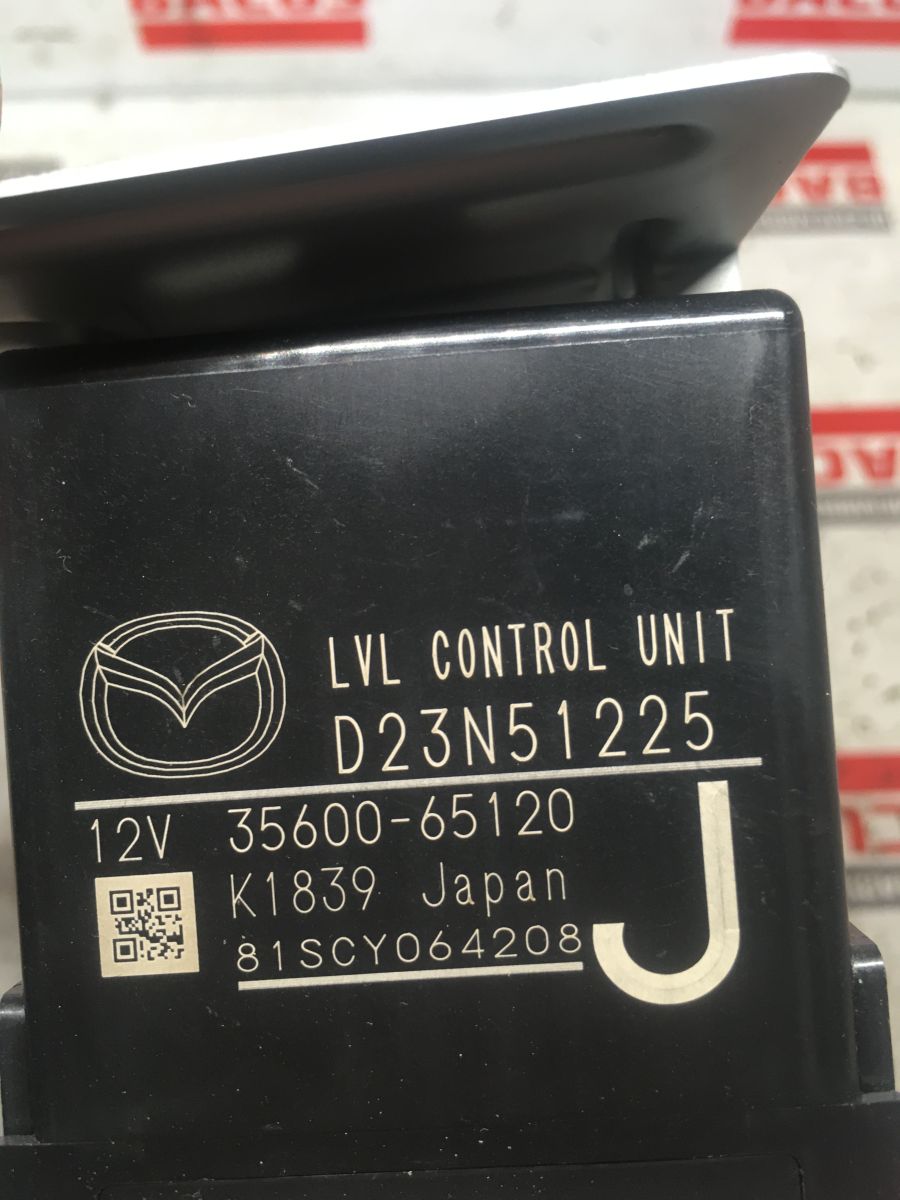 LVL CONTROL UNIT
D23N51225
12V 35600-65120
K1839 Japan
81SCY064208
J